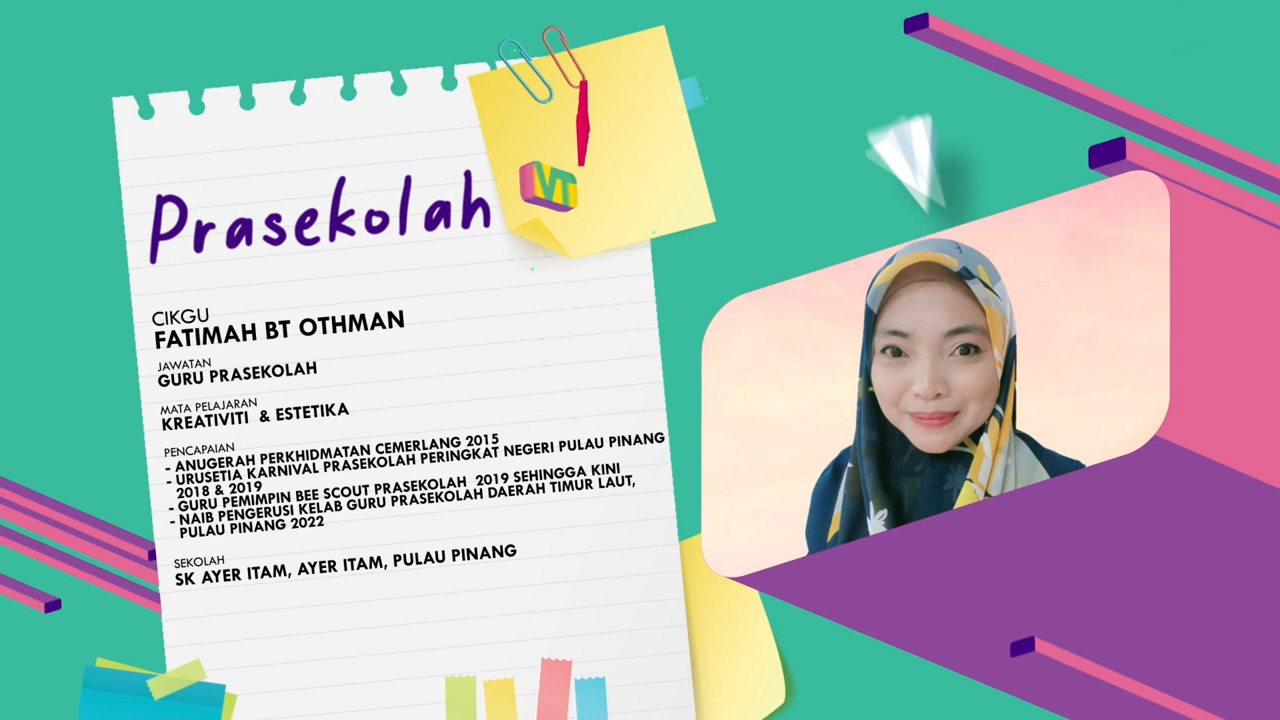 VT
Prasekolah
CIKGU
FATIMAH BT OTHMAN
JAWATAN
GURU PRASEKOLAH
MATA PELAJARAN
KREATIVITI & ESTETIKA
PENCAPAIAN
- ANUGERAH PERKHIDMATAN CEMERLANG 2015
- URUSETIA KARNIVAL PRASEKOLAH PERINGKAT NEGERI PULAU PINANG
2018 & 2019
- GURU PEMIMPIN BEE SCOUT PRASEKOLAH 2019 SEHINGGA KINI
- NAIB PENGERUSI KELAB GURU PRASEKOLAH DAERAH TIMUR LAUT,
PULAU PINANG 2022
SEKOLAH
SK AYER ITAM, AYER ITAM, PULAU PINANG